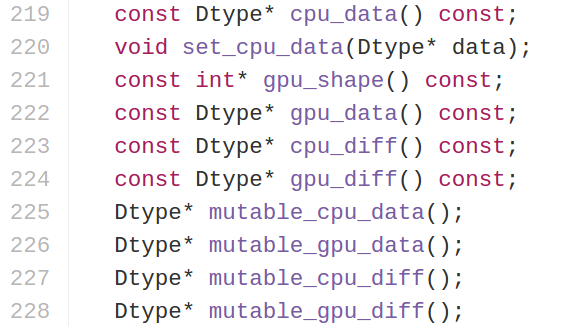 219 const Dtype* cpu_data() const;
220 void set_cpu_data(Dtype* data);
221 const int* gpu_shape() const;
222 const Dtype* gpu_data() const;
223 const Dtype* cpu_diff() const;
224 const Dtype* gpu_diff() const;
225 Dtype* mutable_cpu_data();
226 Dtype* mutable_gpu_data();
227 Dtype* mutable_cpu_diff();
228 Dtype* mutable_gpu_diff();